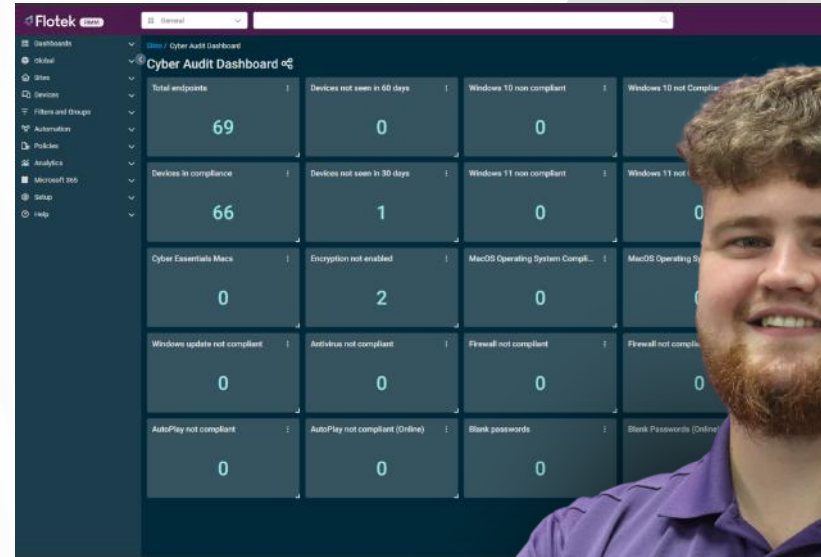 Flotek RMM
General
Dashboards
Global
Sites
Devices
Filters and Groups
Automation
Policies
Analytics
Microsoft 365
Setup
Help
Sites / Cyber Audit Dashboard
Cyber Audit Dashboard
Total endpoints
69
Devices not seen in 60 days
0
Windows 10 non compliant
0
Windows 10 not
Devices in compliance
66
Devices not seen in 30 days
1
Windows 11 non compliant
0
Windows 11 not
0
Cyber Essentials Macs
0
Encryption not enabled
2
MacOS Operating System Compli...
0
MacOS Operating
Windows update not compliant
0
Antivirus not compliant
0
Firewall not compliant
0
Firewall not
0
AutoPlay not compliant
0
AutoPlay not compliant (Online)
0
Blank passwords
0
Blank Passwords (Online)